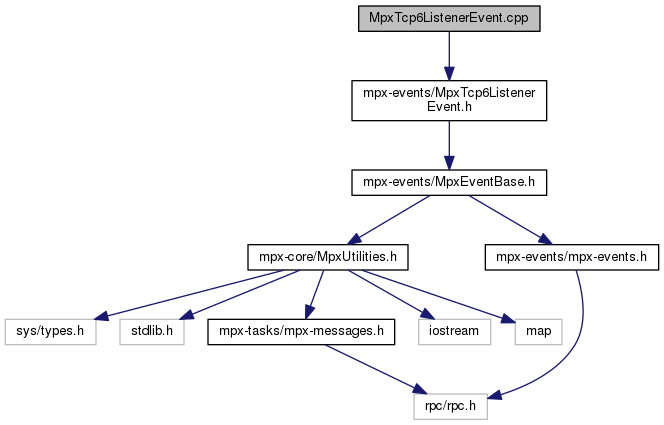 MpxTcp6ListenerEvent.cpp
mpx-events/MpxTcp6Listener
Event.h
mpx-events/MpxEventBase.h
mpx-core/MpxUtilities.h
mpx-events/mpx-events.h
sys/types.h
stdlib.h
mpx-tasks/mpx-messages.h
iostream
map
rpc/rpc.h